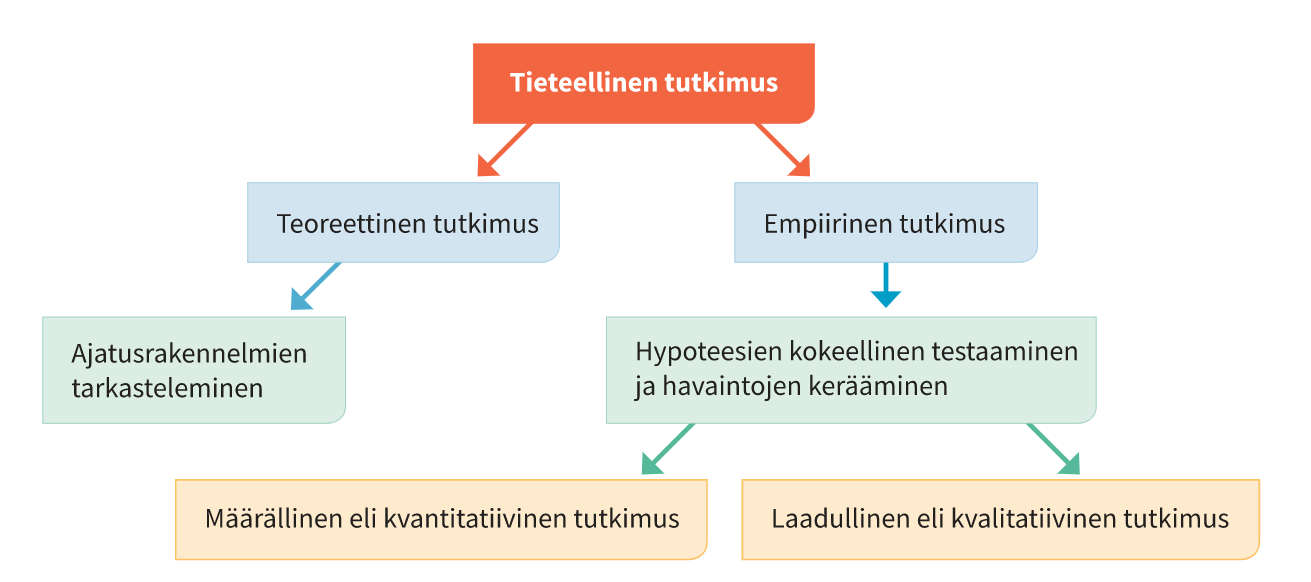 Tieteellinen tutkimus
Teoreettinen tutkimus
Empiirinen tutkimus
Ajatusrakennelmien
tarkasteleminen
Hypoteesien kokeellinen testaaminen
ja havaintojen kerääminen
Määrällinen eli kvantitatiivinen tutkimus
Laadullinen eli kvalitatiivinen tutkimus